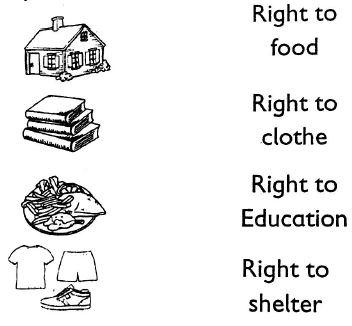 Right to
food
Right to
clothe
Right to
Education
Right to
shelter